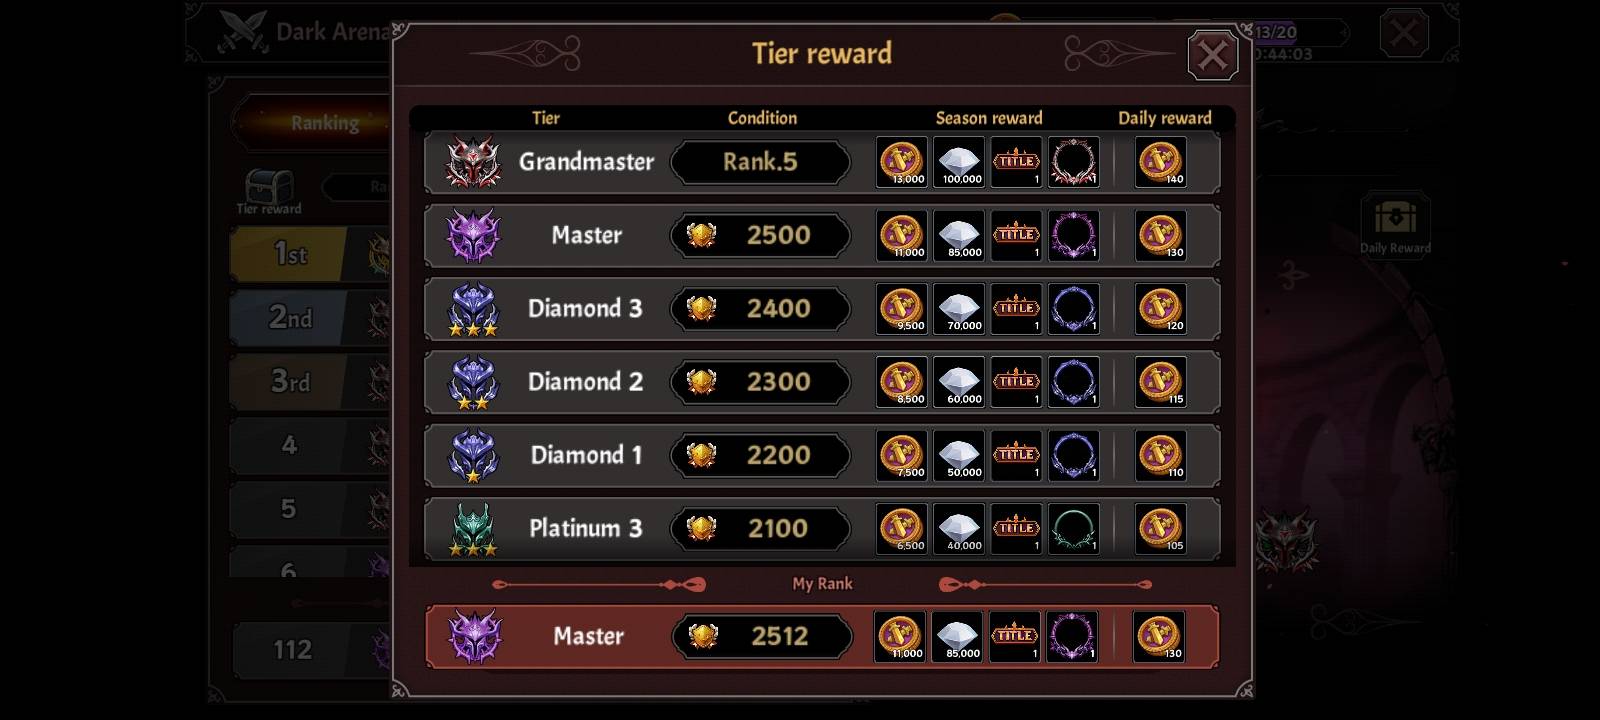 Dark Arena
Tier reward
13/20
0:44:03
Ranking
Tier Condition Season reward Daily reward
Grandmaster Rank.5 13,000 100,000 TITLE 1 1 140
Tier reward
Master 2500 11,000 85,000 TITLE 1 1 130
Daily Reward
1st
Diamond 3 2400 9,500 70,000 TITLE 1 1 120
2nd
Diamond 2 2300 8,500 60,000 TITLE 1 1 115
3rd
Diamond 1 2200 7,500 50,000 TITLE 1 1 110
4
Platinum 3 2100 6,500 40,000 TITLE 1 1 105
5
6
My Rank
112
Master 2512 11,000 85,000 TITLE 1 1 130